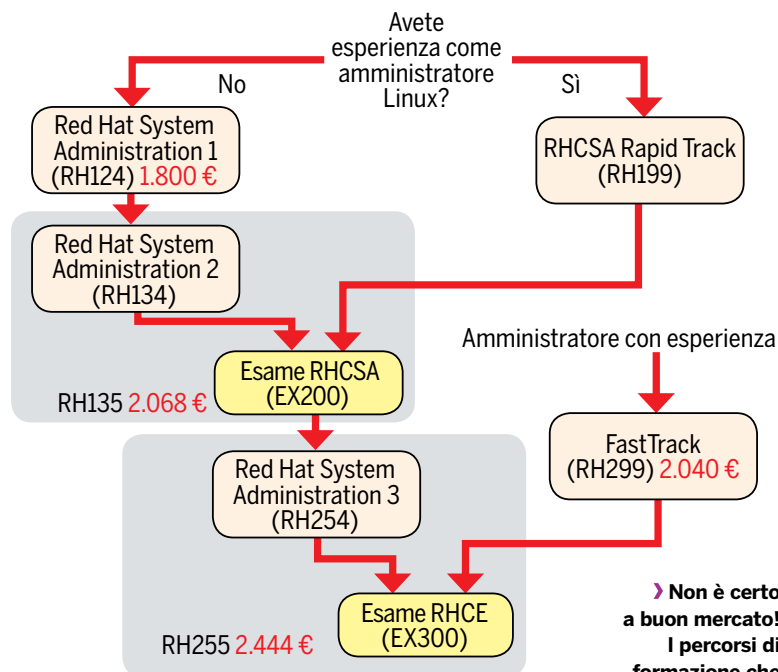 Avete
esperienza come
amministratore
Linux?
No
Sì
Red Hat System
Administration 1
(RH124) 1.800 €
RHCSA Rapid Track
(RH199)
Red Hat System
Administration 2
(RH134)
Amministratore con esperienza
Esame RHCSA
(EX200)
RH135 2.068 €
FastTrack
(RH299) 2.040 €
Red Hat System
Administration 3
(RH254)
Esame RHCE
(EX300)
RH255 2.444 €
❯ Non è certo
a buon mercato!
I percorsi di
formazione che